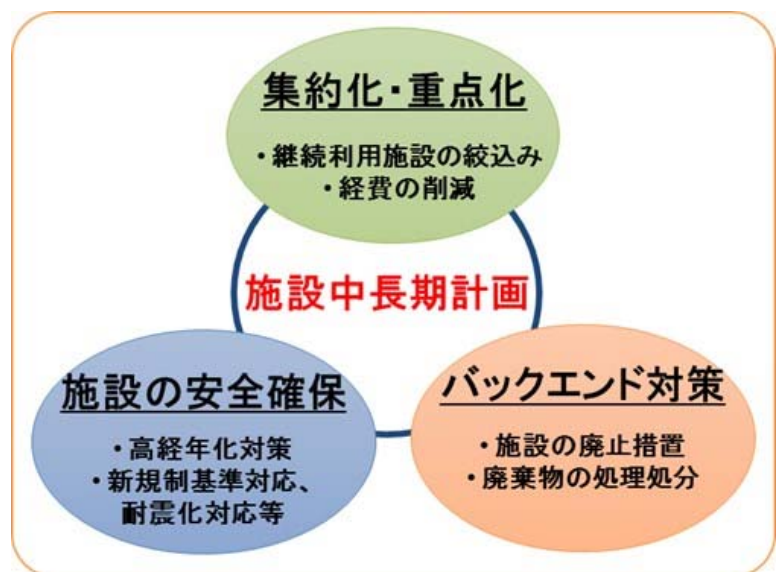 集約化・重点化
・継続利用施設の絞込み
・経費の削減
施設中長期計画
施設の安全確保
・高経年化対策
・新規制基準対応、
耐震化対応等
バックエンド対策
・施設の廃止措置
・廃棄物の処理処分